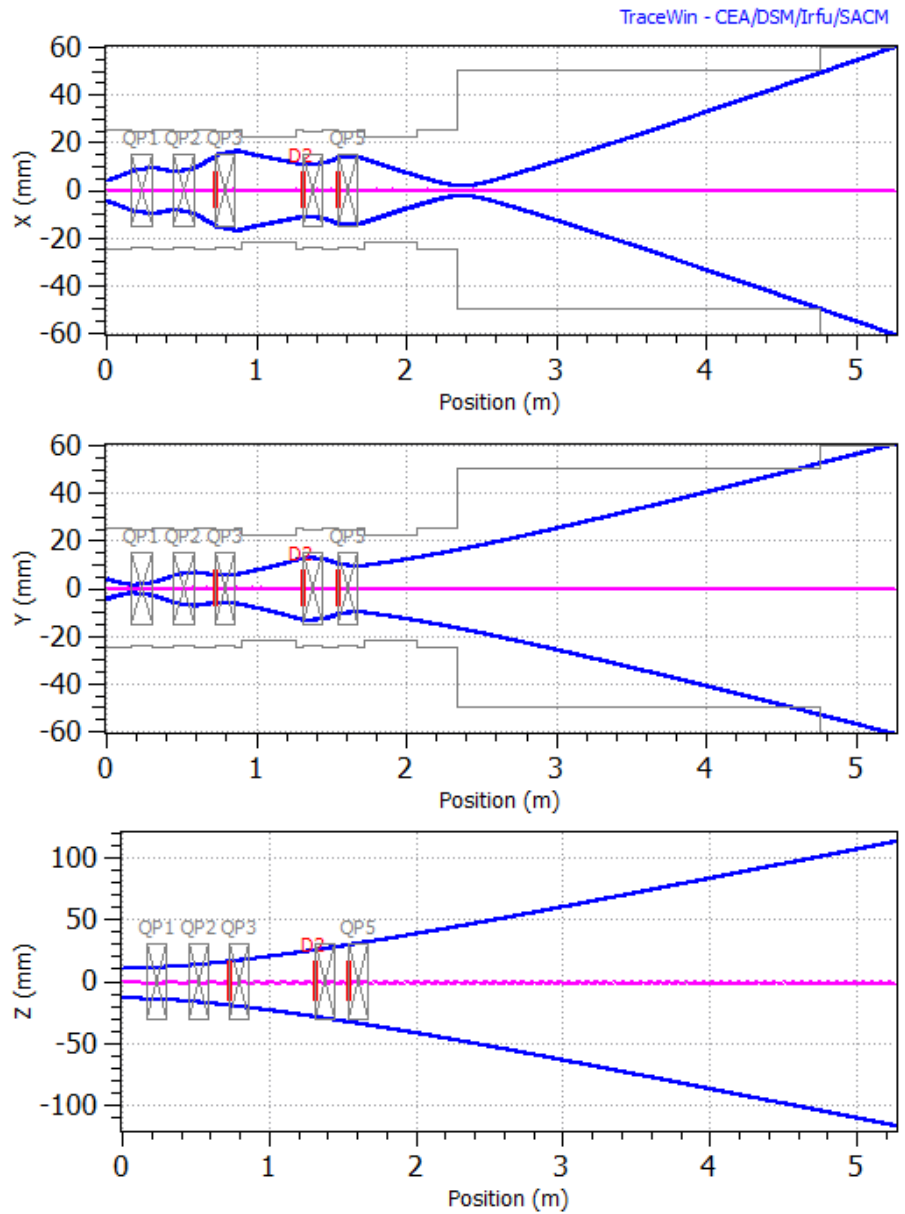 TraceWin - CEA/DSM/Irfu/SACM
60
40
20
0
-20
-40
-60
X (mm)
QP1 QP2 QP3 D2 QP5
0 1 2 3 4 5
Position (m)
60
40
20
0
-20
-40
-60
Y (mm)
QP1 QP2 QP3 D2 QP5
0 1 2 3 4 5
Position (m)
100
50
0
-50
-100
Z (mm)
QP1 QP2 QP3 D2 QP5
0 1 2 3 4 5
Position (m)